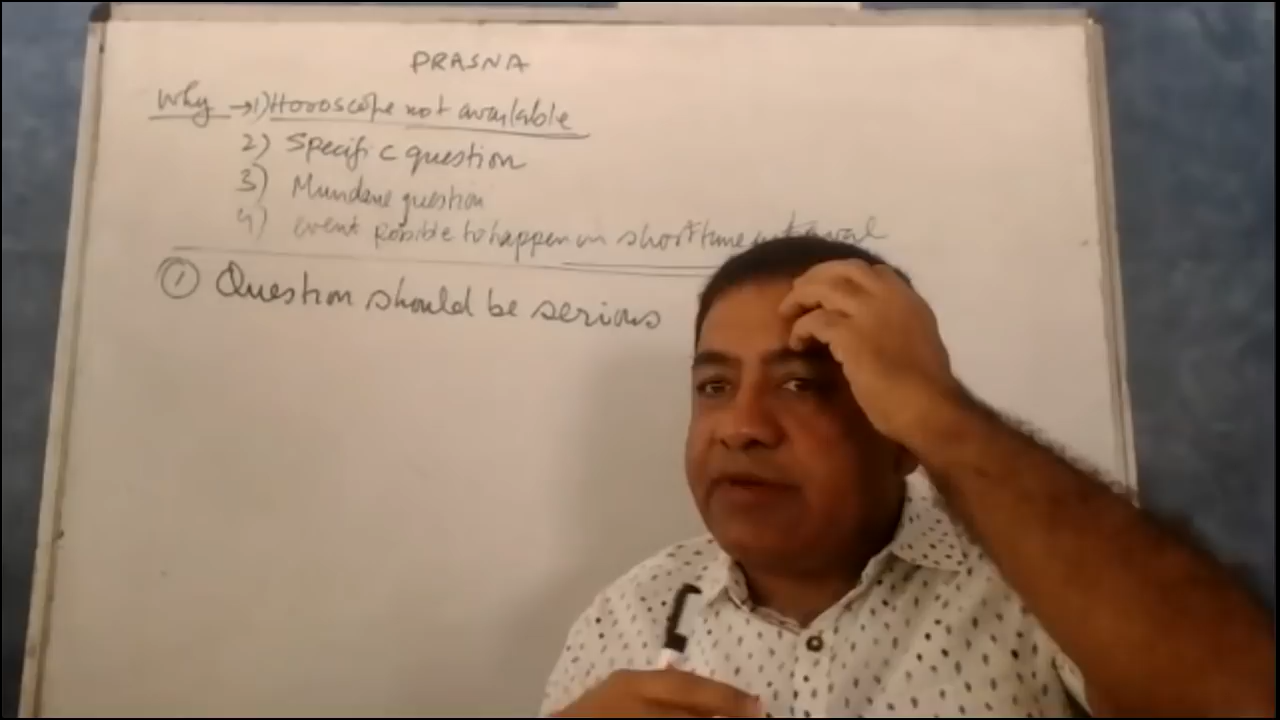 PRASNA
Why → 1) Horoscope not available
2) Specific question
3) Mundane question
4) event possible to happen in short time interval
① Question should be serious